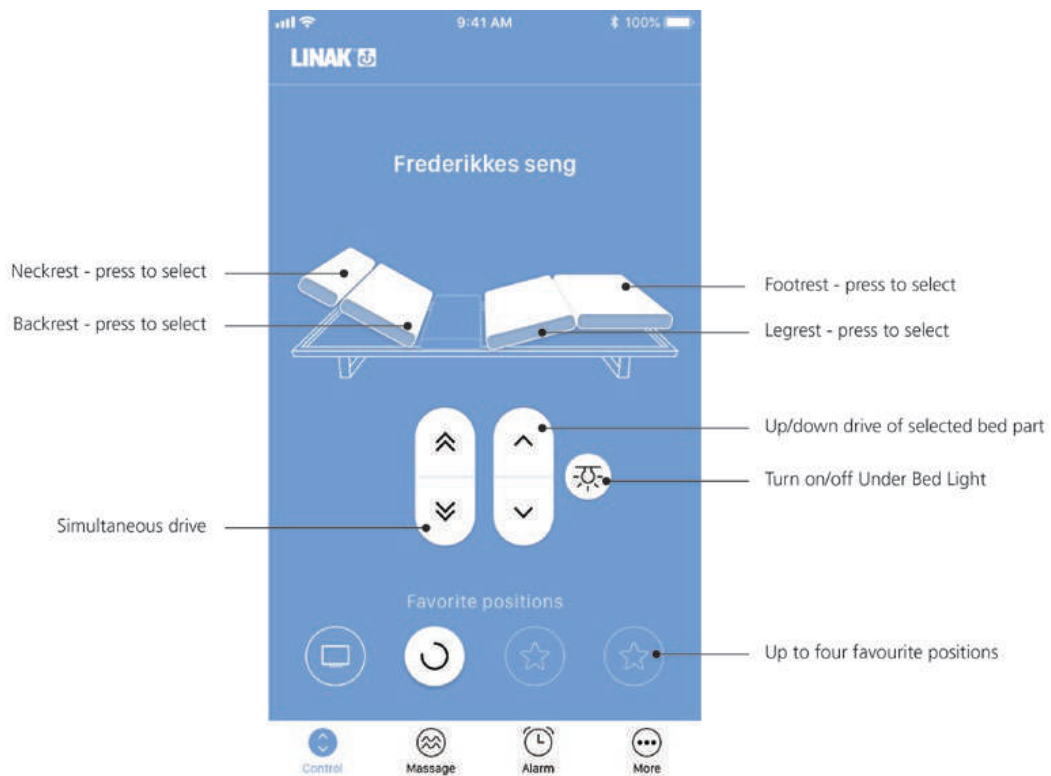 9:41 AM
100%
LINAK
Frederikkes seng
Neckrest - press to select
Footrest - press to select
Backrest - press to select
Legrest - press to select
Up/down drive of selected bed part
Turn on/off Under Bed Light
Simultaneous drive
Favorite positions
Up to four favourite positions
Control
Massage
Alarm
More